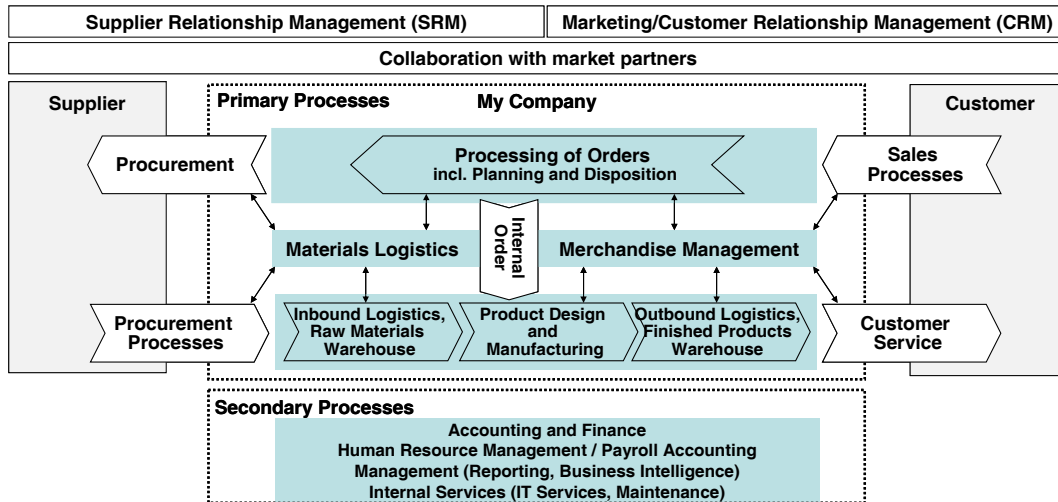 Supplier Relationship Management (SRM)
Marketing/Customer Relationship Management (CRM)
Collaboration with market partners
Supplier
Primary Processes
My Company
Customer
Procurement
Processing of Orders
incl. Planning and Disposition
Sales
Processes
Internal
Order
Materials Logistics
Merchandise Management
Procurement
Processes
Inbound Logistics,
Raw Materials
Warehouse
Product Design
and
Manufacturing
Outbound Logistics,
Finished Products
Warehouse
Customer
Service
Secondary Processes
Accounting and Finance
Human Resource Management / Payroll Accounting
Management (Reporting, Business Intelligence)
Internal Services (IT Services, Maintenance)